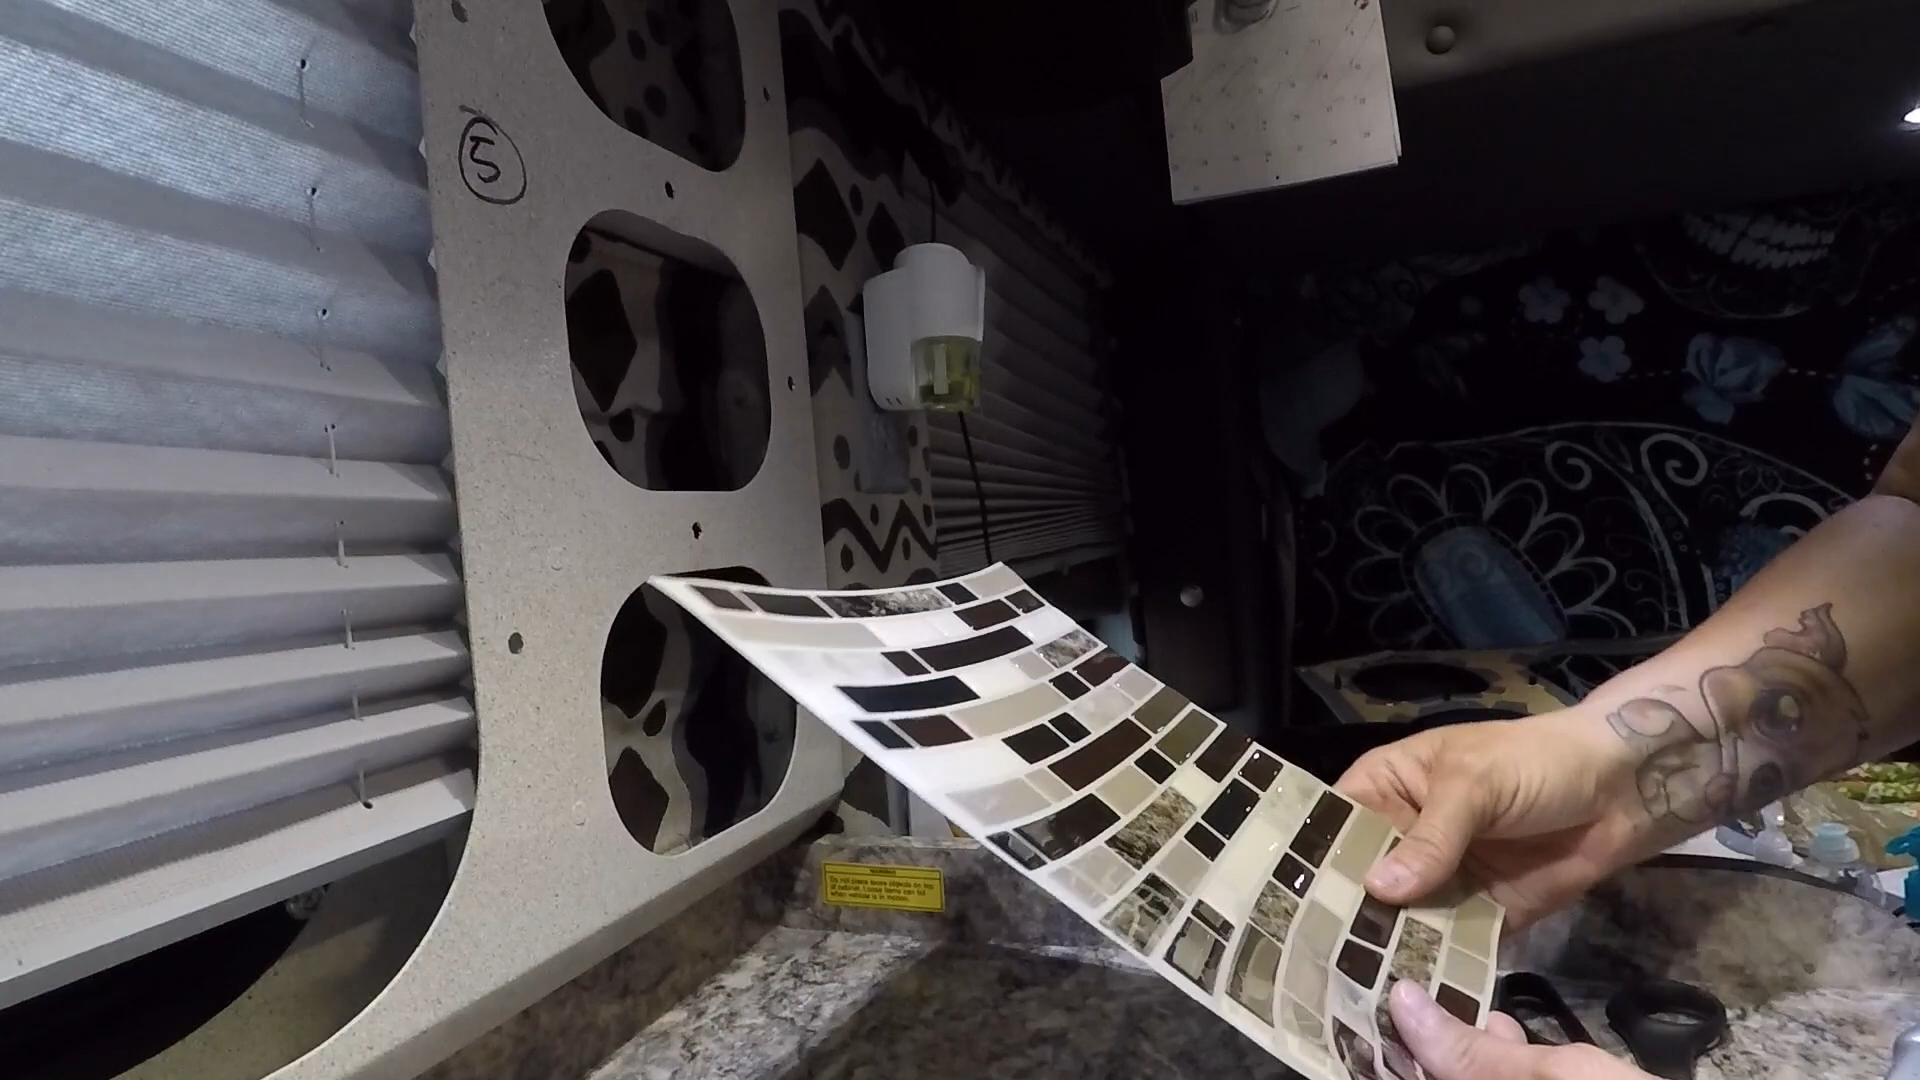 5
WARNING
Do not place loose objects on top
of cabinet. Loose items can fall
when vehicle is in motion.